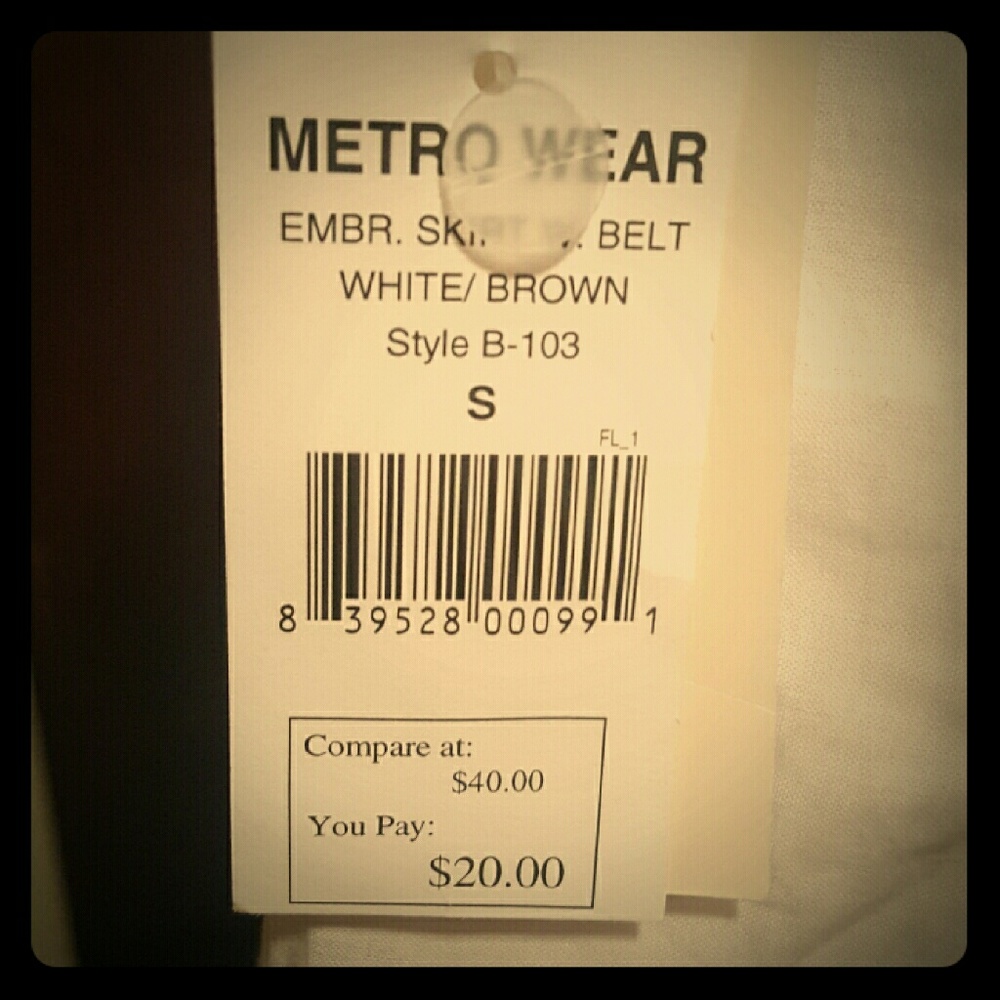 METRO WEAR
EMBR. SKIRT W. BELT
WHITE/ BROWN
Style B-103
S
FL_1
8 39528 00099 1
Compare at:
$40.00
You Pay:
$20.00